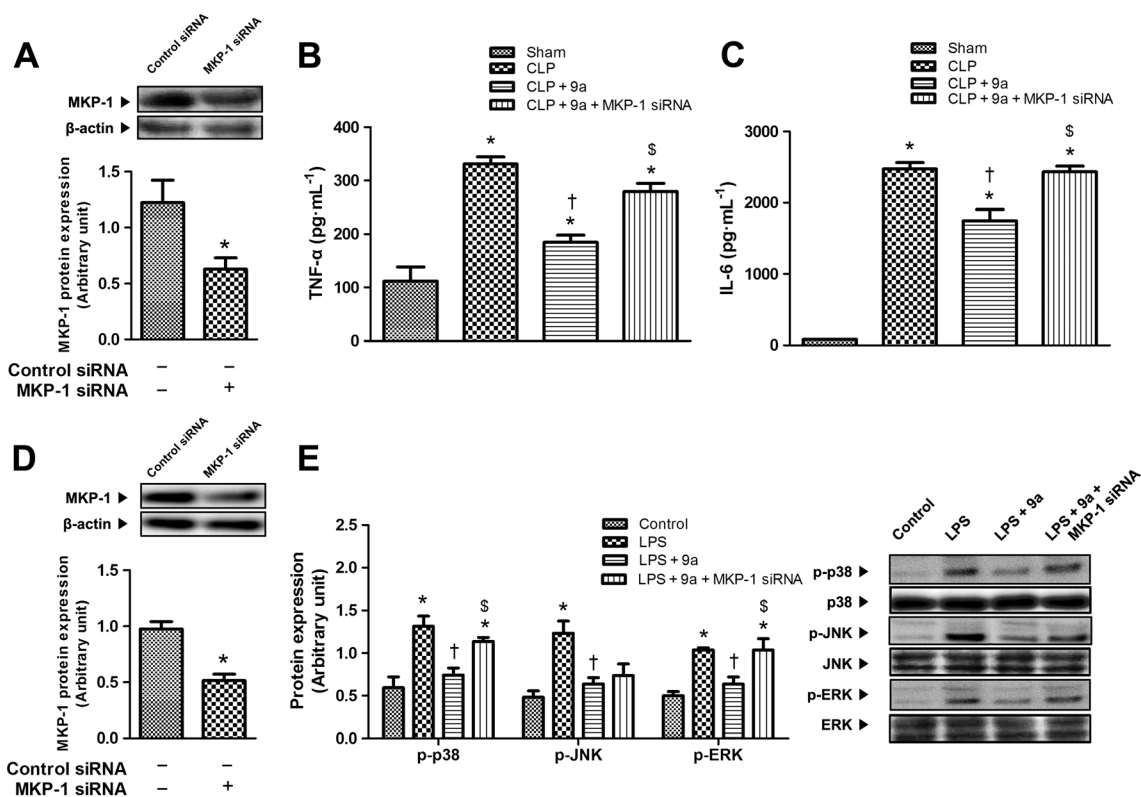 A
Control siRNA
MKP-1 siRNA
MKP-1
β-actin
MKP-1 protein expression
(Arbitrary unit)
1.5
1.0
0.5
0.0
*
Control siRNA – –
MKP-1 siRNA – +
B
Sham
CLP
CLP + 9a
CLP + 9a + MKP-1 siRNA
TNF-α (pg·mL⁻¹)
400
300
200
100
0
*
†
*
$
*
C
Sham
CLP
CLP + 9a
CLP + 9a + MKP-1 siRNA
IL-6 (pg·mL⁻¹)
3000
2000
1000
0
*
†
*
$
*
D
Control siRNA
MKP-1 siRNA
MKP-1
β-actin
MKP-1 protein expression
(Arbitrary unit)
1.5
1.0
0.5
0.0
*
Control siRNA – –
MKP-1 siRNA – +
E
Control
LPS
LPS + 9a
LPS + 9a + MKP-1 siRNA
Protein expression
(Arbitrary unit)
2.5
2.0
1.5
1.0
0.5
0.0
*
†
$
*
*
†
*
†
$
*
p-p38
p-JNK
p-ERK
Control
LPS
LPS + 9a
LPS + 9a +
MKP-1 siRNA
p-p38
p38
p-JNK
JNK
p-ERK
ERK